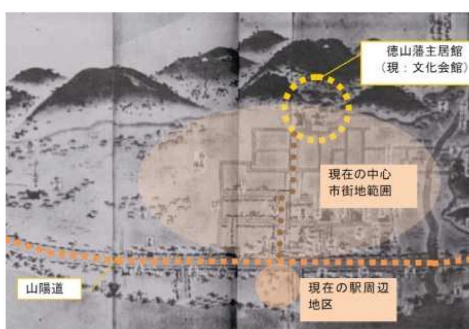 徳山藩主居館
(現:文化会館)
現在の中心
市街地範囲
山陽道
現在の駅周辺
地区